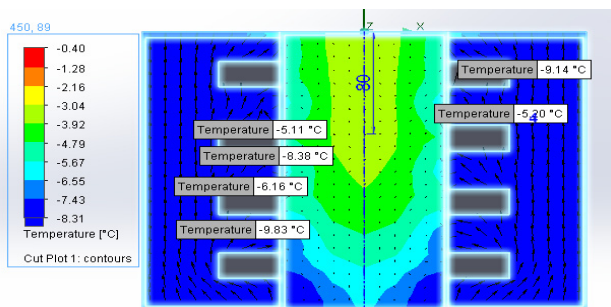 450, 89
-0.40
-1.28
-2.16
-3.04
-3.92
-4.79
-5.67
-6.55
-7.43
-8.31
Temperature [°C]
Cut Plot 1: contours
Z
X
80
Temperature -9.14 °C
Temperature -5.20 °C
Temperature -5.11 °C
Temperature -8.38 °C
Temperature -6.16 °C
Temperature -9.83 °C